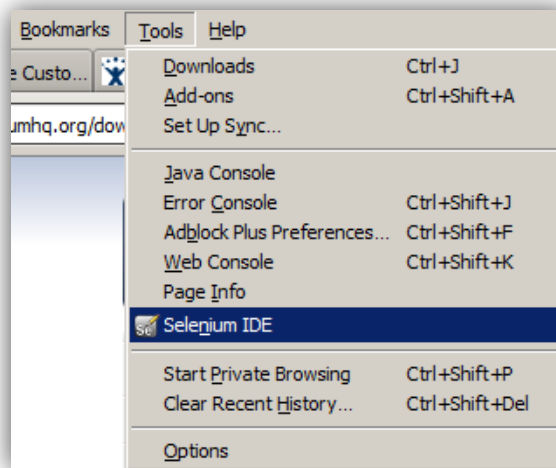 Bookmarks Tools Help
e Custo...
umhq.org/dow
Downloads Ctrl+J
Add-ons Ctrl+Shift+A
Set Up Sync...
Java Console
Error Console Ctrl+Shift+J
Adblock Plus Preferences... Ctrl+Shift+F
Web Console Ctrl+Shift+K
Page Info
Se Selenium IDE
Start Private Browsing Ctrl+Shift+P
Clear Recent History... Ctrl+Shift+Del
Options